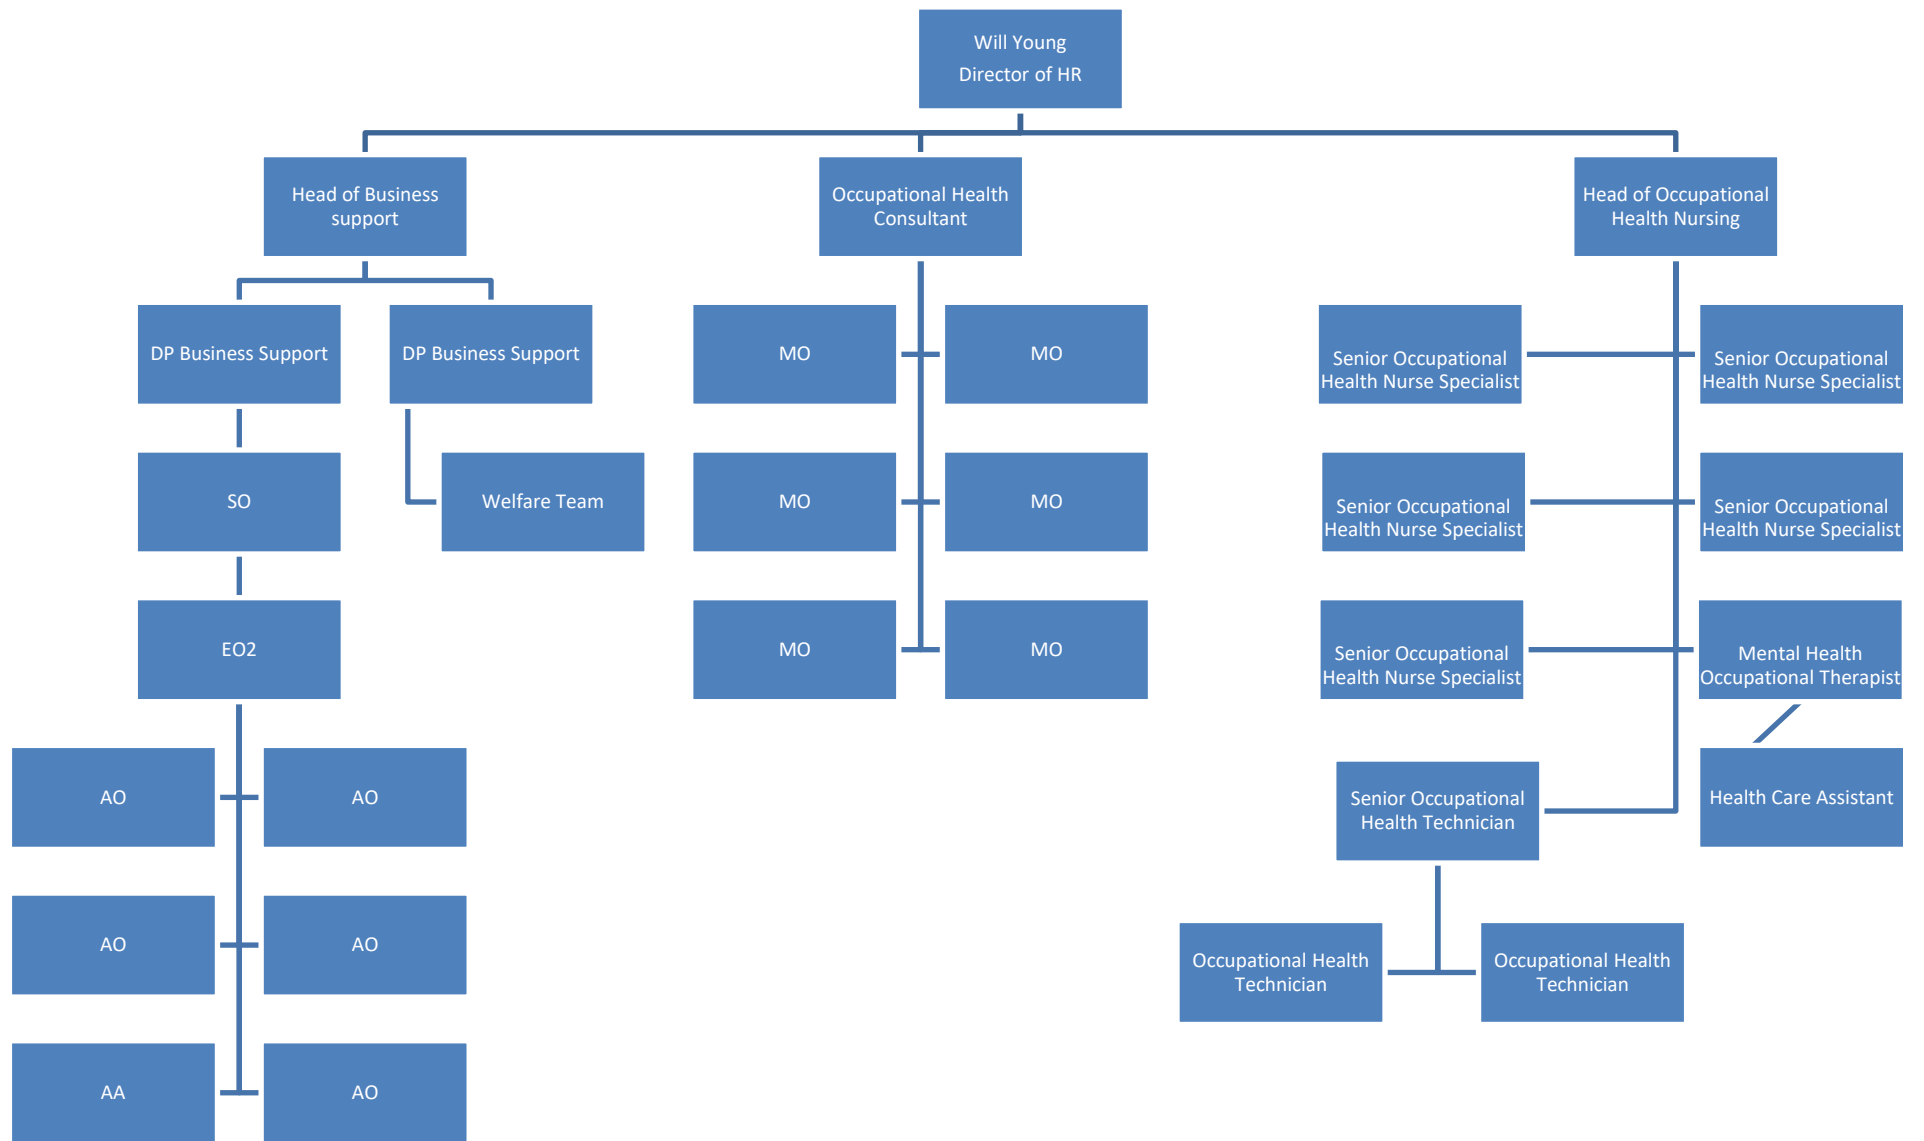 Will Young
Director of HR
Head of Business
support
Occupational Health
Consultant
Head of Occupational
Health Nursing
DP Business Support
DP Business Support
MO
MO
Senior Occupational
Health Nurse Specialist
Senior Occupational
Health Nurse Specialist
SO
Welfare Team
MO
MO
Senior Occupational
Health Nurse Specialist
Senior Occupational
Health Nurse Specialist
EO2
MO
MO
Senior Occupational
Health Nurse Specialist
Mental Health
Occupational Therapist
AO
AO
Senior Occupational
Health Technician
Health Care Assistant
AO
AO
Occupational Health
Technician
Occupational Health
Technician
AA
AO